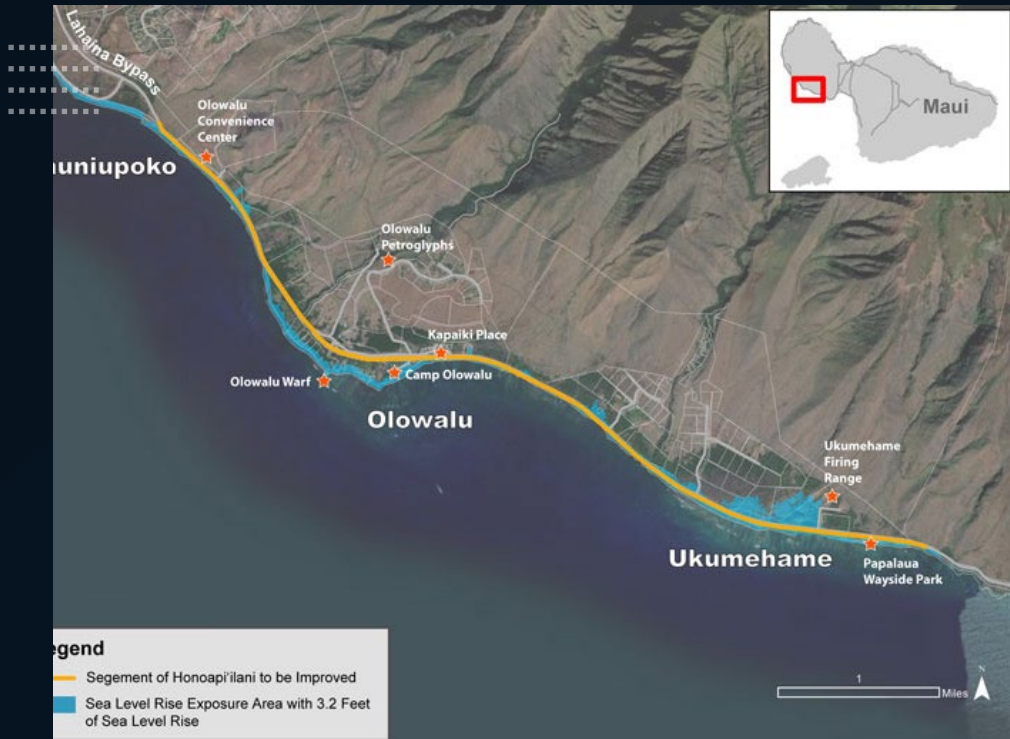 Lahaina Bypass
Maui
Olowalu
Convenience
Center
auniupoko
Olowalu
Petroglyphs
Kapaiki Place
Olowalu Warf
Camp Olowalu
Olowalu
Ukumehame
Firing
Range
Ukumehame
Papalaua
Wayside Park
egend
Segement of Honoapi‘ilani to be Improved
Sea Level Rise Exposure Area with 3.2 Feet
of Sea Level Rise
1
Miles
N